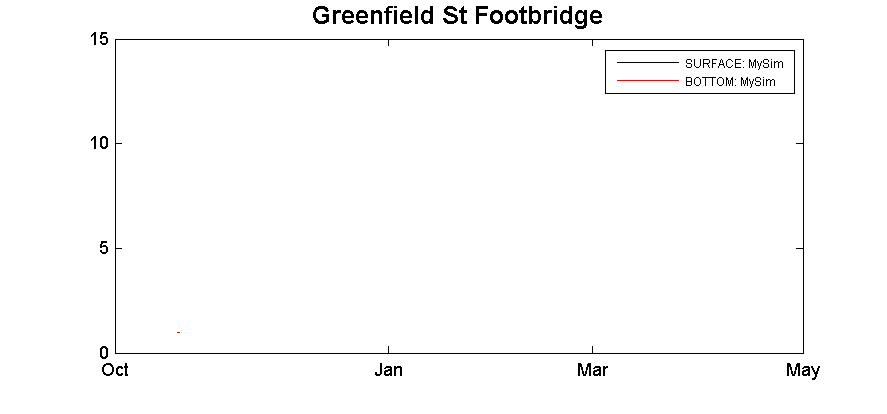 Greenfield St Footbridge
15
SURFACE: MySim
BOTTOM: MySim
10
5
0
Oct Jan Mar May